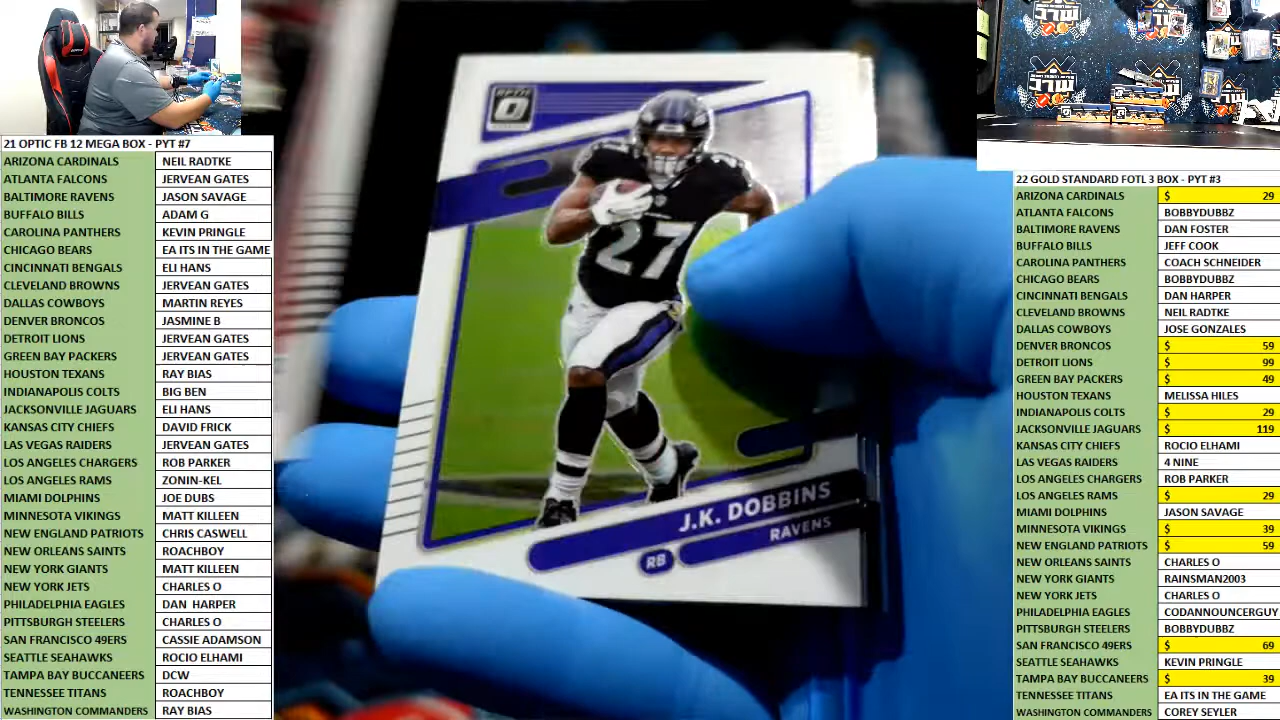 21 OPTIC FB 12 MEGA BOX - PYT #7
ARIZONA CARDINALS NEIL RADTKE
ATLANTA FALCONS JERVEAN GATES
BALTIMORE RAVENS JASON SAVAGE
BUFFALO BILLS ADAM G
CAROLINA PANTHERS KEVIN PRINGLE
CHICAGO BEARS EA ITS IN THE GAME
CINCINNATI BENGALS ELI HANS
CLEVELAND BROWNS JERVEAN GATES
DALLAS COWBOYS MARTIN REYES
DENVER BRONCOS JASMINE B
DETROIT LIONS JERVEAN GATES
GREEN BAY PACKERS JERVEAN GATES
HOUSTON TEXANS RAY BIAS
INDIANAPOLIS COLTS BIG BEN
JACKSONVILLE JAGUARS ELI HANS
KANSAS CITY CHIEFS DAVID FRICK
LAS VEGAS RAIDERS JERVEAN GATES
LOS ANGELES CHARGERS ROB PARKER
LOS ANGELES RAMS ZONIN-KEL
MIAMI DOLPHINS JOE DUBS
MINNESOTA VIKINGS MATT KILLEEN
NEW ENGLAND PATRIOTS CHRIS CASWELL
NEW ORLEANS SAINTS ROACHBOY
NEW YORK GIANTS MATT KILLEEN
NEW YORK JETS CHARLES O
PHILADELPHIA EAGLES DAN HARPER
PITTSBURGH STEELERS CHARLES O
SAN FRANCISCO 49ERS CASSIE ADAMSON
SEATTLE SEAHAWKS ROCIO ELHAMI
TAMPA BAY BUCCANEERS DCW
TENNESSEE TITANS ROACHBOY
WASHINGTON COMMANDERS RAY BIAS
OPTIC
27
J.K. DOBBINS
RAVENS
RB
22 GOLD STANDARD FOTL 3 BOX - PYT #3
ARIZONA CARDINALS $ 29
ATLANTA FALCONS BOBBYDUBBZ
BALTIMORE RAVENS DAN FOSTER
BUFFALO BILLS JEFF COOK
CAROLINA PANTHERS COACH SCHNEIDER
CHICAGO BEARS BOBBYDUBBZ
CINCINNATI BENGALS DAN HARPER
CLEVELAND BROWNS NEIL RADTKE
DALLAS COWBOYS JOSE GONZALES
DENVER BRONCOS $ 59
DETROIT LIONS $ 99
GREEN BAY PACKERS $ 49
HOUSTON TEXANS MELISSA HILES
INDIANAPOLIS COLTS $ 29
JACKSONVILLE JAGUARS $ 119
KANSAS CITY CHIEFS ROCIO ELHAMI
LAS VEGAS RAIDERS 4 NINE
LOS ANGELES CHARGERS ROB PARKER
LOS ANGELES RAMS $ 29
MIAMI DOLPHINS JASON SAVAGE
MINNESOTA VIKINGS $ 39
NEW ENGLAND PATRIOTS $ 59
NEW ORLEANS SAINTS CHARLES O
NEW YORK GIANTS RAINSMAN2003
NEW YORK JETS CHARLES O
PHILADELPHIA EAGLES CODANNOUNCERGUY
PITTSBURGH STEELERS BOBBYDUBBZ
SAN FRANCISCO 49ERS $ 69
SEATTLE SEAHAWKS KEVIN PRINGLE
TAMPA BAY BUCCANEERS $ 39
TENNESSEE TITANS EA ITS IN THE GAME
WASHINGTON COMMANDERS COREY SEYLER